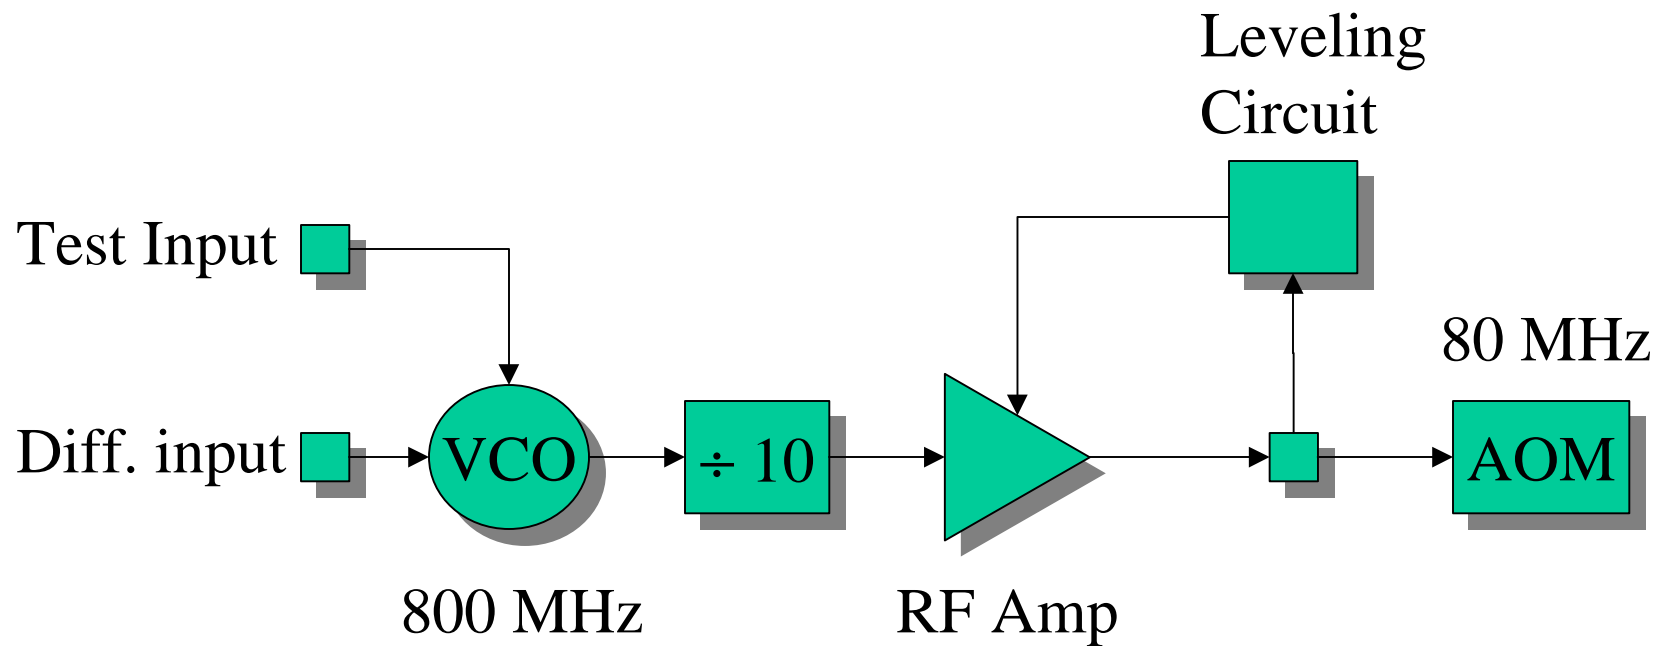 Leveling
Circuit
Test Input
80 MHz
Diff. input
VCO
÷ 10
AOM
800 MHz
RF Amp